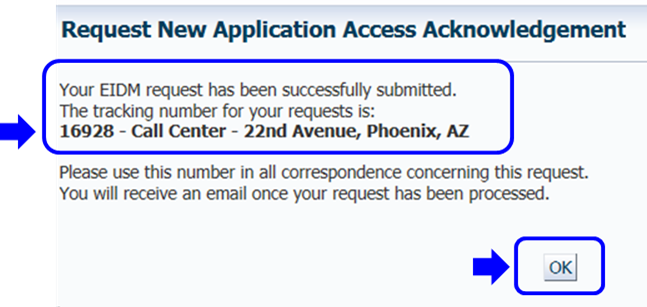 Request New Application Access Acknowledgement
Your EIDM request has been successfully submitted.
The tracking number for your requests is:
16928 - Call Center - 22nd Avenue, Phoenix, AZ
Please use this number in all correspondence concerning this request.
You will receive an email once your request has been processed.
OK